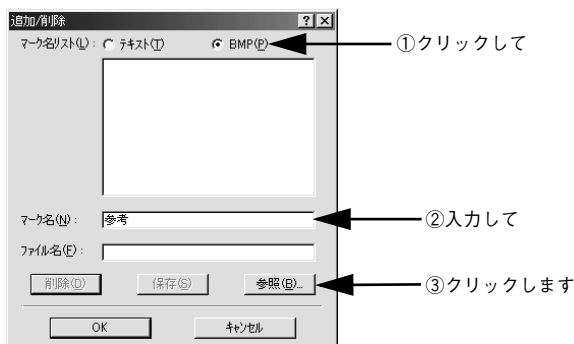 追加/削除
マーク名リスト(L): テキスト(T) BMP(P) ①クリックして
マーク名(N): 参考 ②入力して
ファイル名(F):
削除(D) 保存(S) 参照(B)... ③クリックします
OK キャンセル